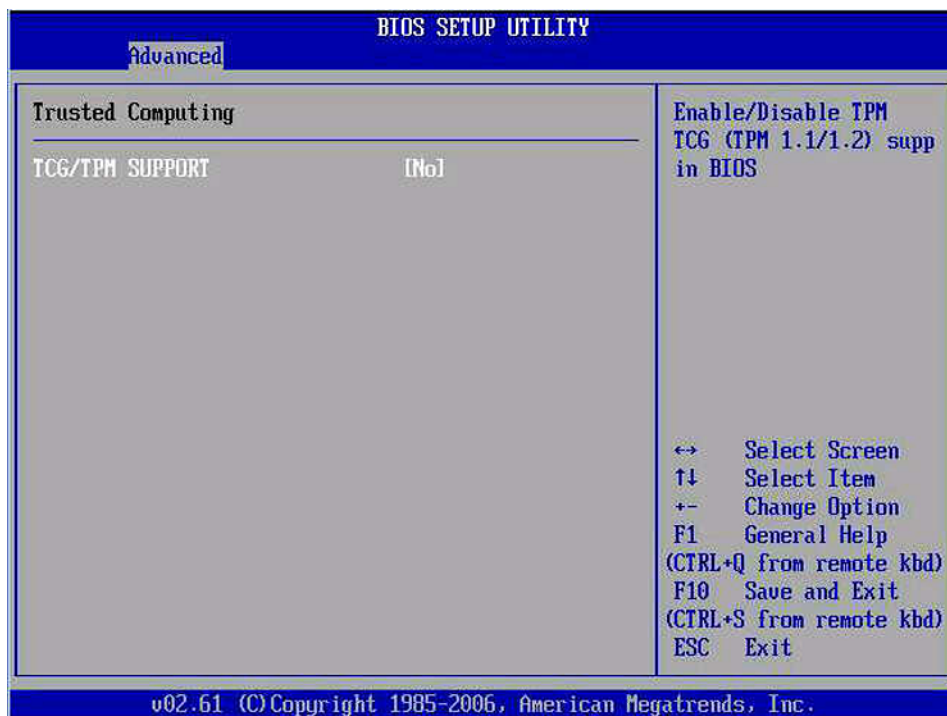 BIOS SETUP UTILITY
Advanced
Trusted Computing
TCG/TPM SUPPORT [No]
Enable/Disable TPM
TCG (TPM 1.1/1.2) supp
in BIOS
←→ Select Screen
↑↓ Select Item
+- Change Option
F1 General Help
(CTRL+Q from remote kbd)
F10 Save and Exit
(CTRL+S from remote kbd)
ESC Exit
v02.61 (C)Copyright 1985-2006, American Megatrends, Inc.